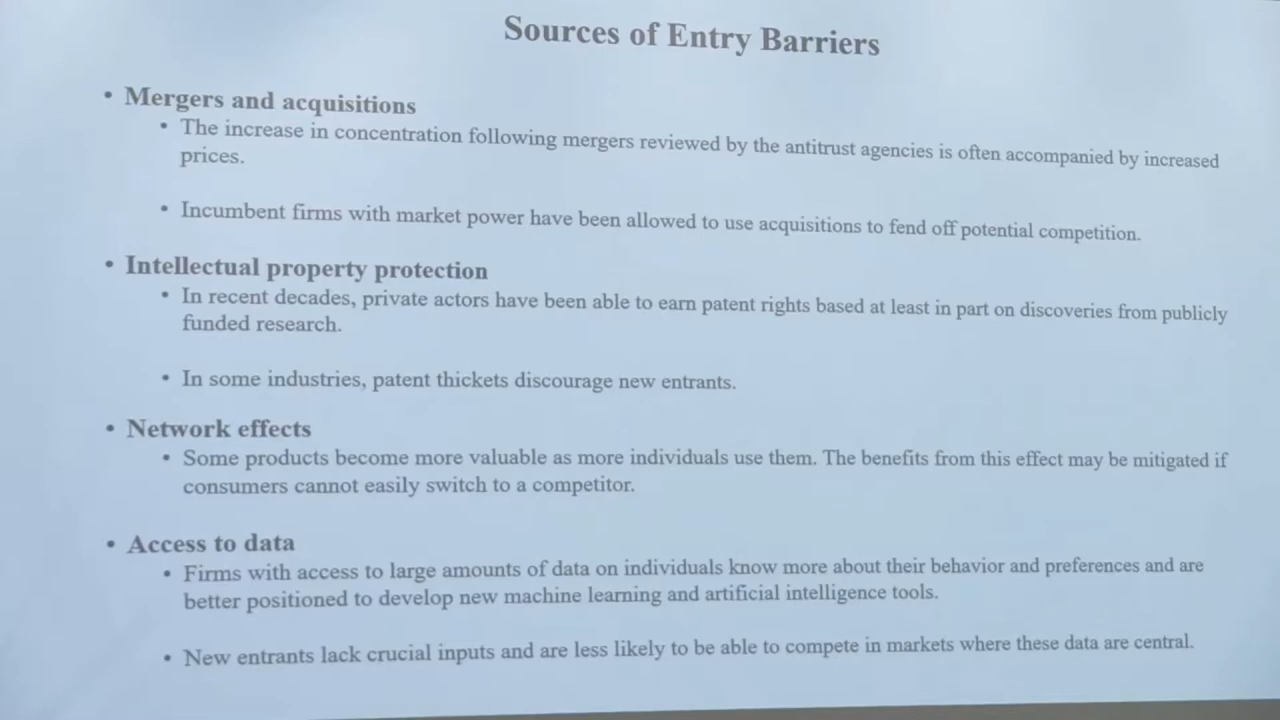 Sources of Entry Barriers
• Mergers and acquisitions
• The increase in concentration following mergers reviewed by the antitrust agencies is often accompanied by increased
prices.
• Incumbent firms with market power have been allowed to use acquisitions to fend off potential competition.
• Intellectual property protection
• In recent decades, private actors have been able to earn patent rights based at least in part on discoveries from publicly
funded research.
• In some industries, patent thickets discourage new entrants.
• Network effects
• Some products become more valuable as more individuals use them. The benefits from this effect may be mitigated if
consumers cannot easily switch to a competitor.
• Access to data
• Firms with access to large amounts of data on individuals know more about their behavior and preferences and are
better positioned to develop new machine learning and artificial intelligence tools.
• New entrants lack crucial inputs and are less likely to be able to compete in markets where these data are central.